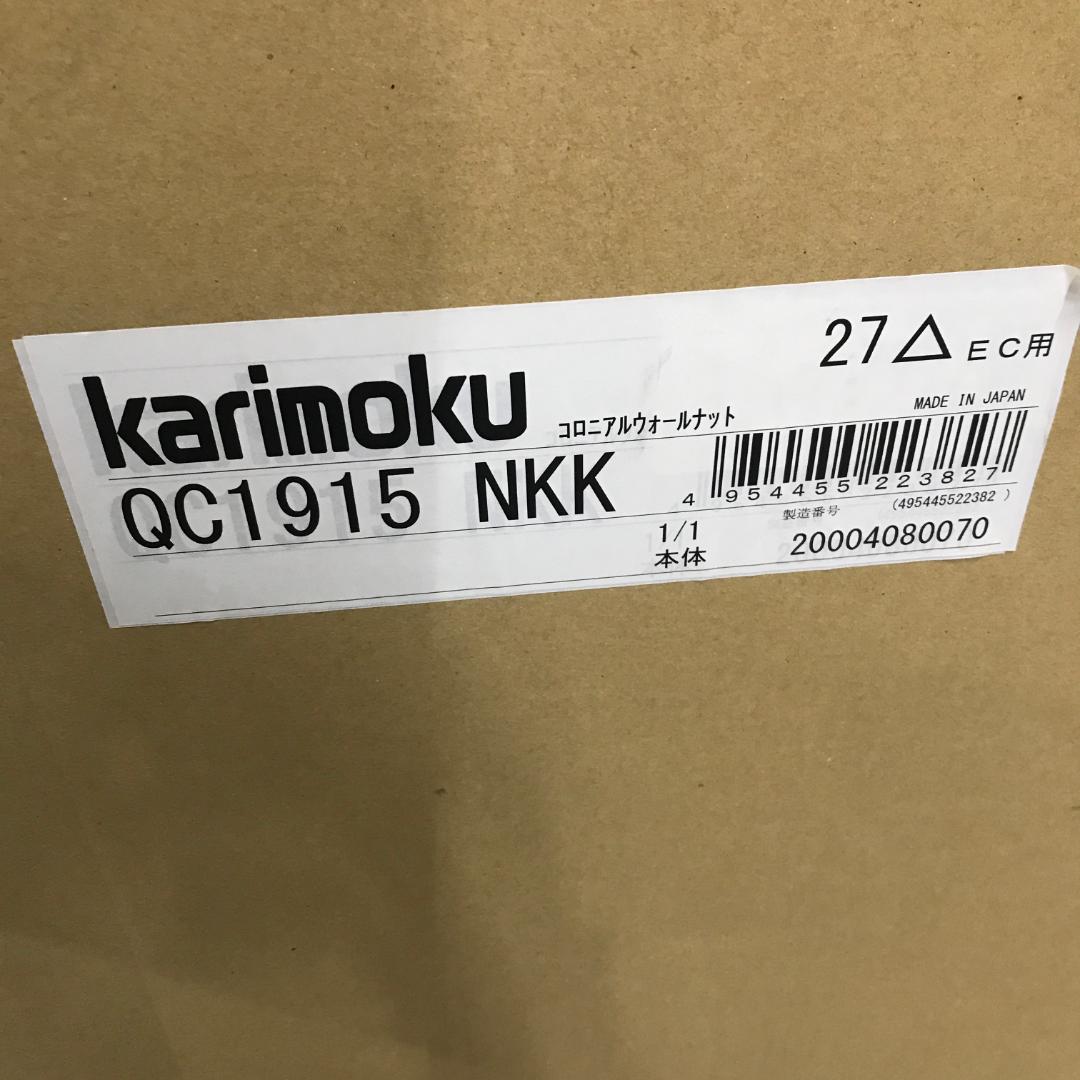 27△ EC用
karimoku コロニアルウォールナット
MADE IN JAPAN
QC1915 NKK
4 954455 223827
(495445522382 )
1/1
製造番号
本体
20004080070